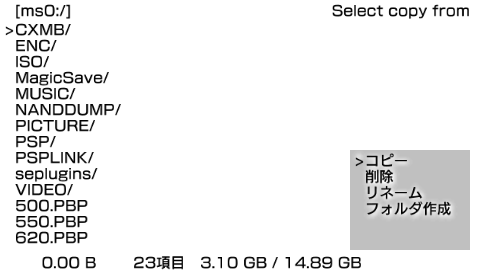 [ms0:/]
Select copy from
>CXMB/
ENC/
ISO/
MagicSave/
MUSIC/
NANDDUMP/
PICTURE/
PSP/
PSPLINK/
seplugins/
VIDEO/
500.PBP
550.PBP
620.PBP
>コピー
削除
リネーム
フォルダ作成
0.00 B 23項目 3.10 GB / 14.89 GB